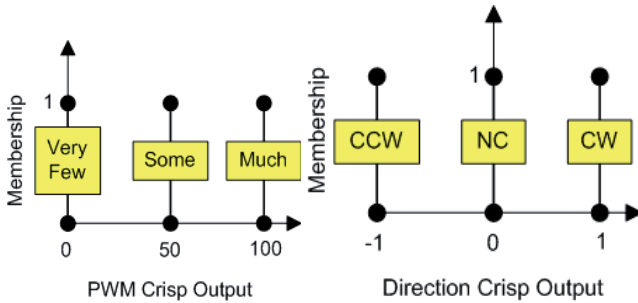 Membership
1
Very
Few
Some
Much
0
50
100
PWM Crisp Output
Membership
1
CCW
NC
CW
-1
0
1
Direction Crisp Output